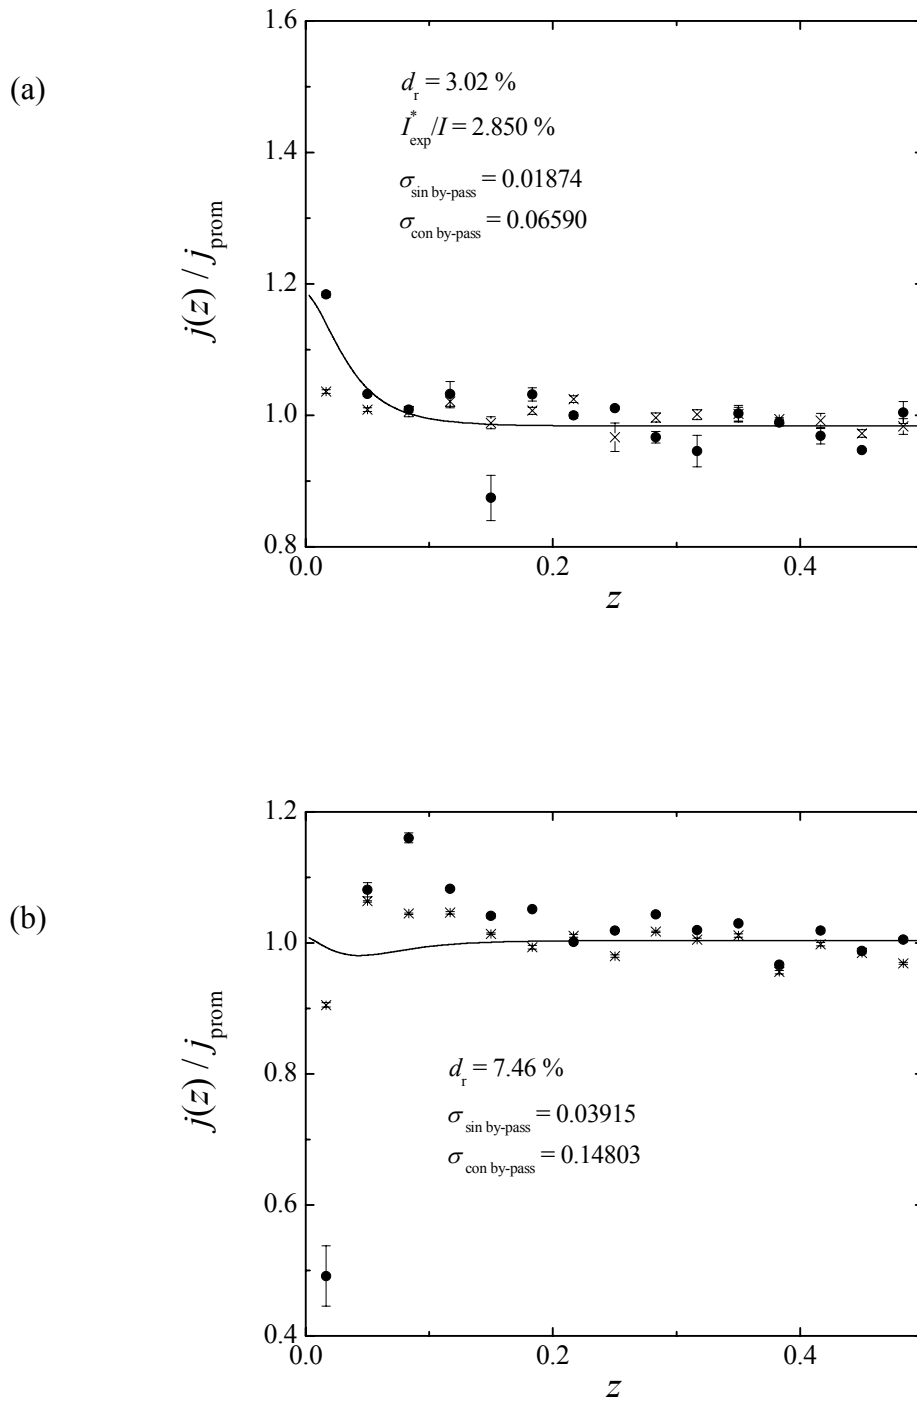 (a)
1.6
1.4
1.2
1.0
0.8
j(z) / j_prom
d_r = 3.02 %
I*_exp/I = 2.850 %
σ_sin by-pass = 0.01874
σ_con by-pass = 0.06590
0.0 0.2 0.4
z
(b)
1.2
1.0
0.8
0.6
0.4
j(z) / j_prom
d_r = 7.46 %
σ_sin by-pass = 0.03915
σ_con by-pass = 0.14803
0.0 0.2 0.4
z